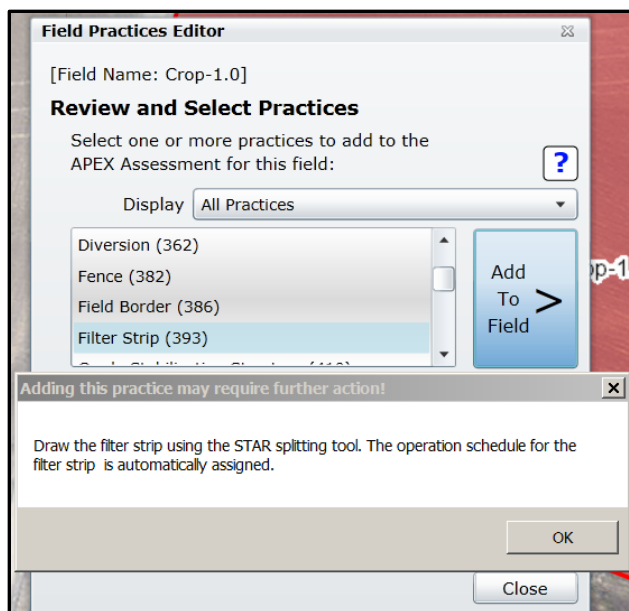 Field Practices Editor
[Field Name: Crop-1.0]
Review and Select Practices
Select one or more practices to add to the
APEX Assessment for this field:
?
Display All Practices
Diversion (362)
Fence (382)
Field Border (386)
Filter Strip (393)
Add
To >
Field
op-1
Adding this practice may require further action!
Draw the filter strip using the STAR splitting tool. The operation schedule for the
filter strip is automatically assigned.
OK
Close